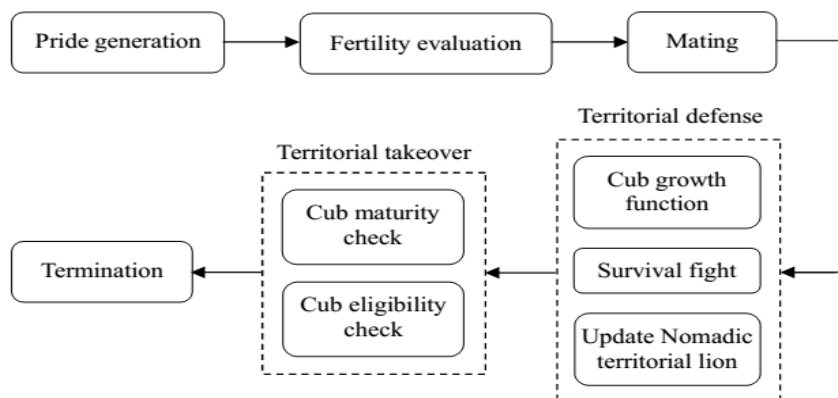 Pride generation
Fertility evaluation
Mating
Territorial defense
Cub growth
function
Survival fight
Update Nomadic
territorial lion
Territorial takeover
Cub maturity
check
Cub eligibility
check
Termination